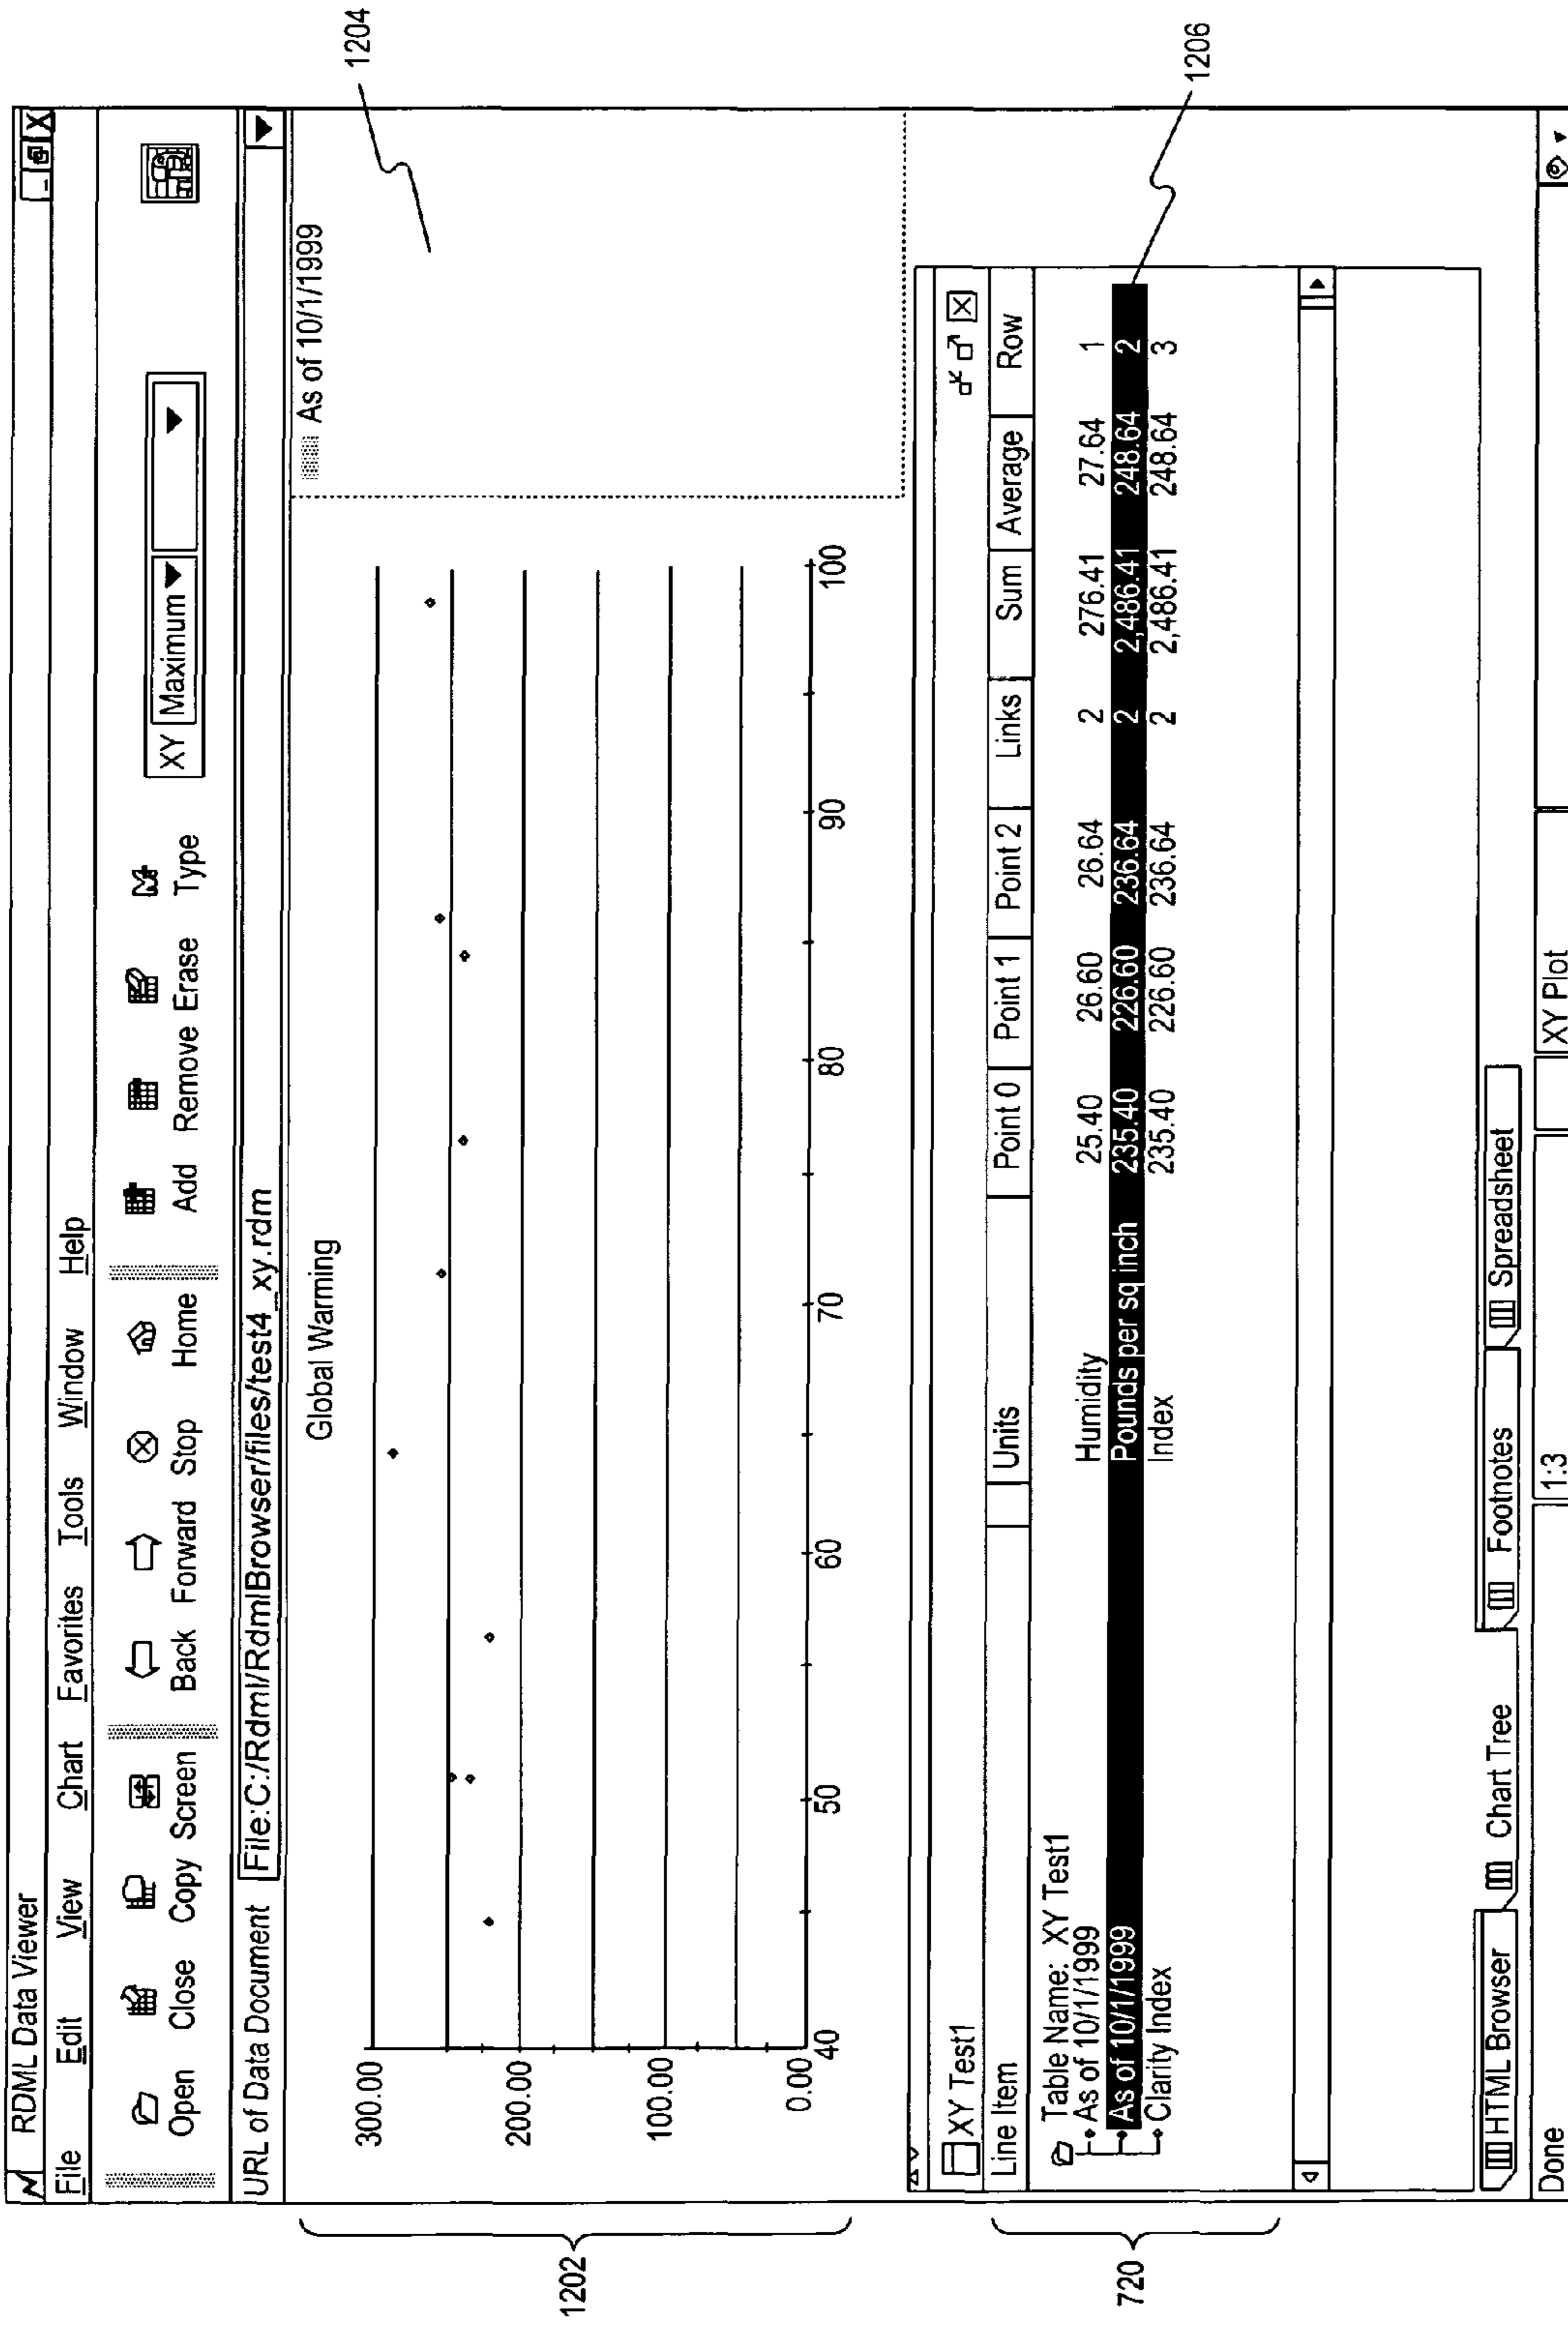 RDML Data Viewer
File Edit View Chart Favorites Tools Window Help
Open Close Copy Screen Back Forward Stop Home Add Remove Erase Type XY Maximum
URL of Data Document File:C:/Rdml/RdmlBrowser/files/test4_xy.rdm
Global Warming
As of 10/1/1999
300.00
200.00
100.00
0.00
40 50 60 70 80 90 100
1202
1204
XY Test1
Line Item Units Point 0 Point 1 Point 2 Links Sum Average Row
Table Name: XY Test1
As of 10/1/1999 Humidity 25.40 26.60 26.64 2 276.41 27.64 1
As of 10/1/1999 Pounds per sq inch 235.40 226.60 236.64 2 2,486.41 248.64 2
Clarity Index Index 235.40 226.60 236.64 2 2,486.41 248.64 3
720
1206
HTML Browser Chart Tree Footnotes Spreadsheet
Done 1:3 XY Plot